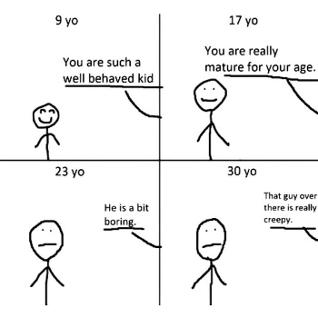 9 yo
You are such a
well behaved kid
17 yo
You are really
mature for your age.
23 yo
He is a bit
boring.
30 yo
That guy over
there is really
creepy.